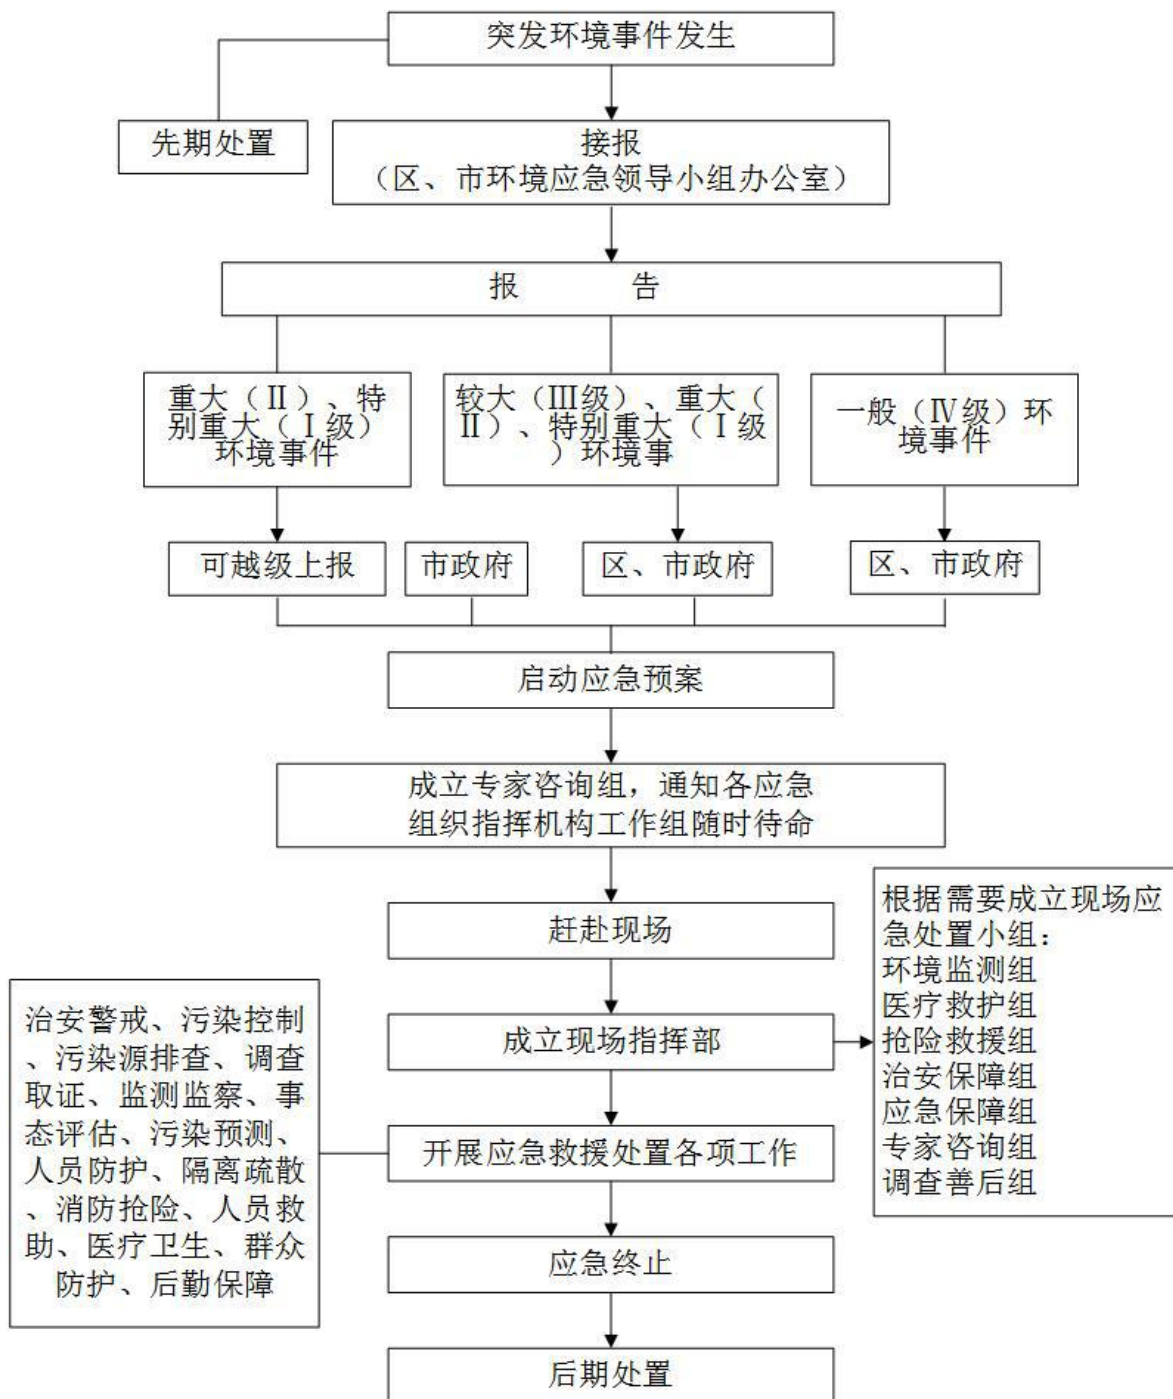 突发环境事件发生
先期处置
接报
（区、市环境应急领导小组办公室）
报 告
重大（Ⅱ）、特
别重大（Ⅰ级）
环境事件
较大（Ⅲ级）、重大（
Ⅱ）、特别重大（Ⅰ级
）环境事
一般（Ⅳ级）环
境事件
可越级上报
市政府
区、市政府
区、市政府
启动应急预案
成立专家咨询组，通知各应急
组织指挥机构工作组随时待命
赶赴现场
根据需要成立现场应
急处置小组：
环境监测组
医疗救护组
抢险救援组
治安保障组
应急保障组
专家咨询组
调查善后组
成立现场指挥部
治安警戒、污染控制
、污染源排查、调查
取证、监测监察、事
态评估、污染预测、
人员防护、隔离疏散
、消防抢险、人员救
助、医疗卫生、群众
防护、后勤保障
开展应急救援处置各项工作
应急终止
后期处置